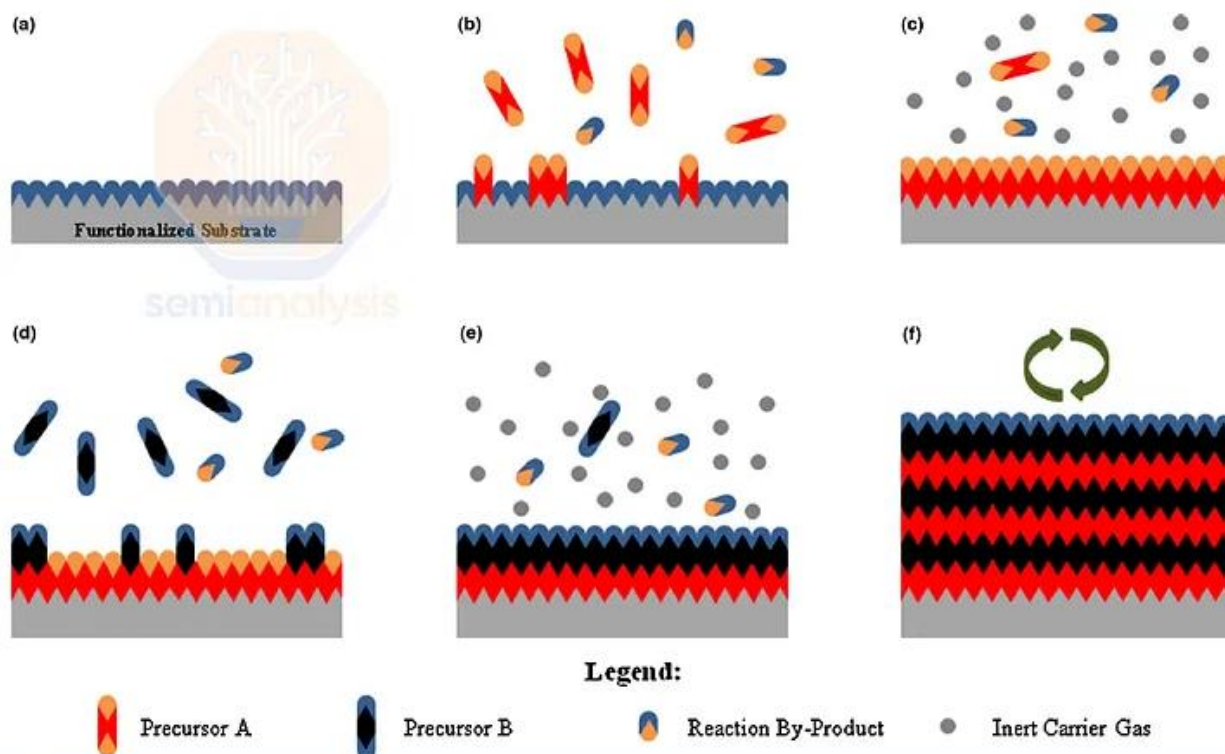 (a)
(b)
(c)
Functionalized Substrate
semianalysis
(d)
(e)
(f)
Legend:
Precursor A
Precursor B
Reaction By-Product
Inert Carrier Gas